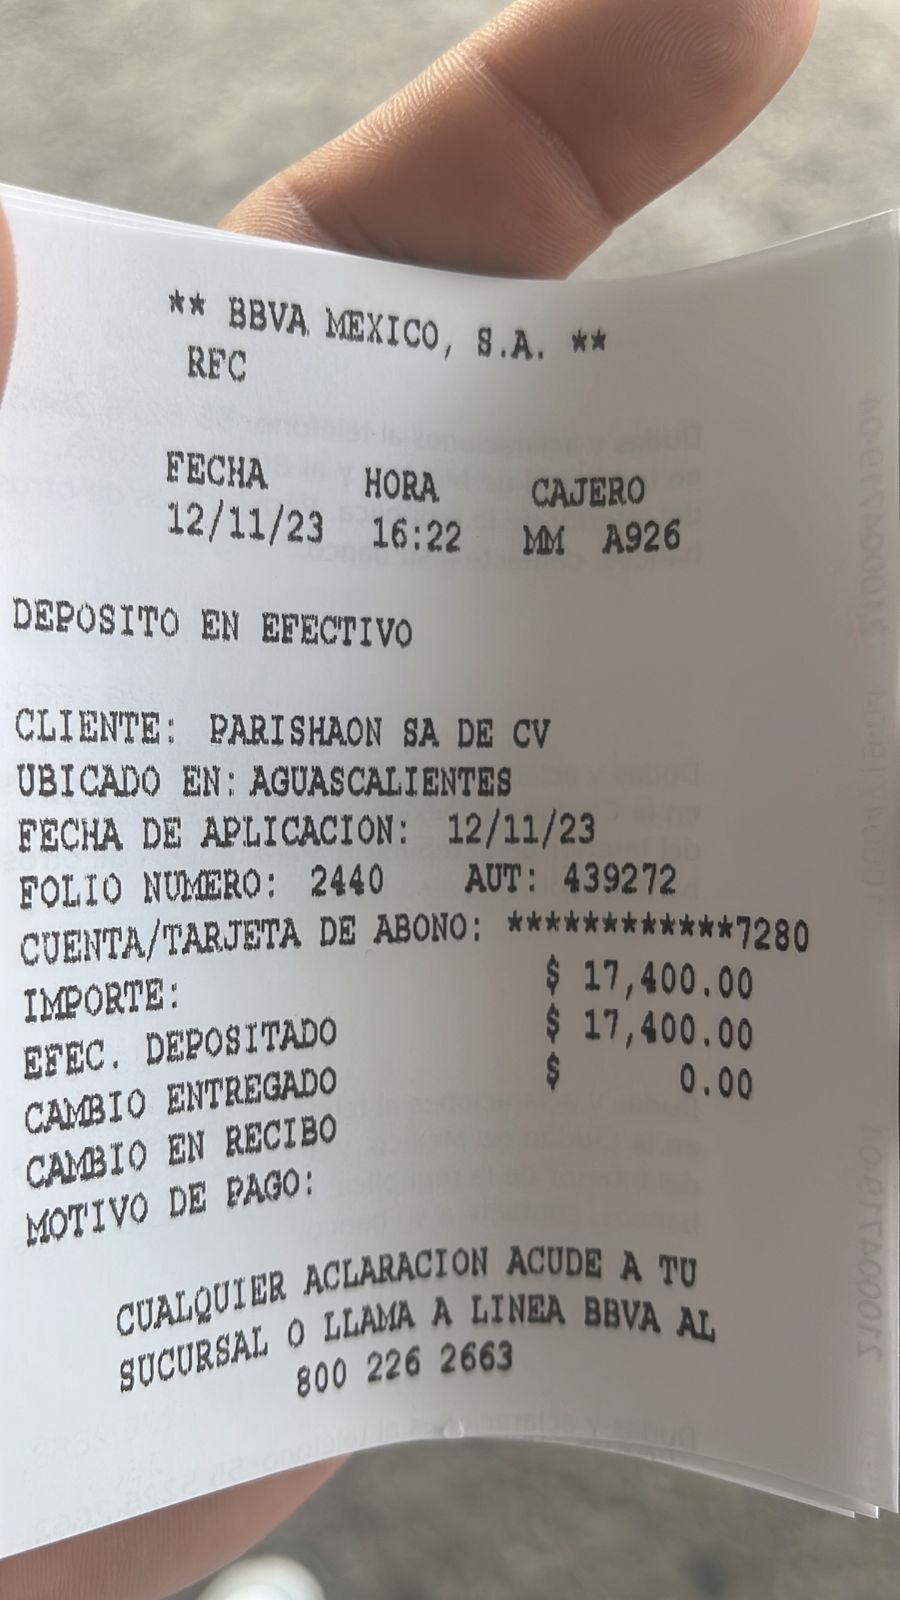 ** BBVA MEXICO, S.A. **
RFC
FECHA HORA CAJERO
12/11/23 16:22 MM A926
DEPOSITO EN EFECTIVO
CLIENTE: PARISHAON SA DE CV
UBICADO EN: AGUASCALIENTES
FECHA DE APLICACION: 12/11/23
FOLIO NUMERO: 2440 AUT: 439272
CUENTA/TARJETA DE ABONO: ************7280
IMPORTE: $ 17,400.00
EFEC. DEPOSITADO $ 17,400.00
CAMBIO ENTREGADO $ 0.00
CAMBIO EN RECIBO
MOTIVO DE PAGO:
CUALQUIER ACLARACION ACUDE A TU
SUCURSAL O LLAMA A LINEA BBVA AL
800 226 2663